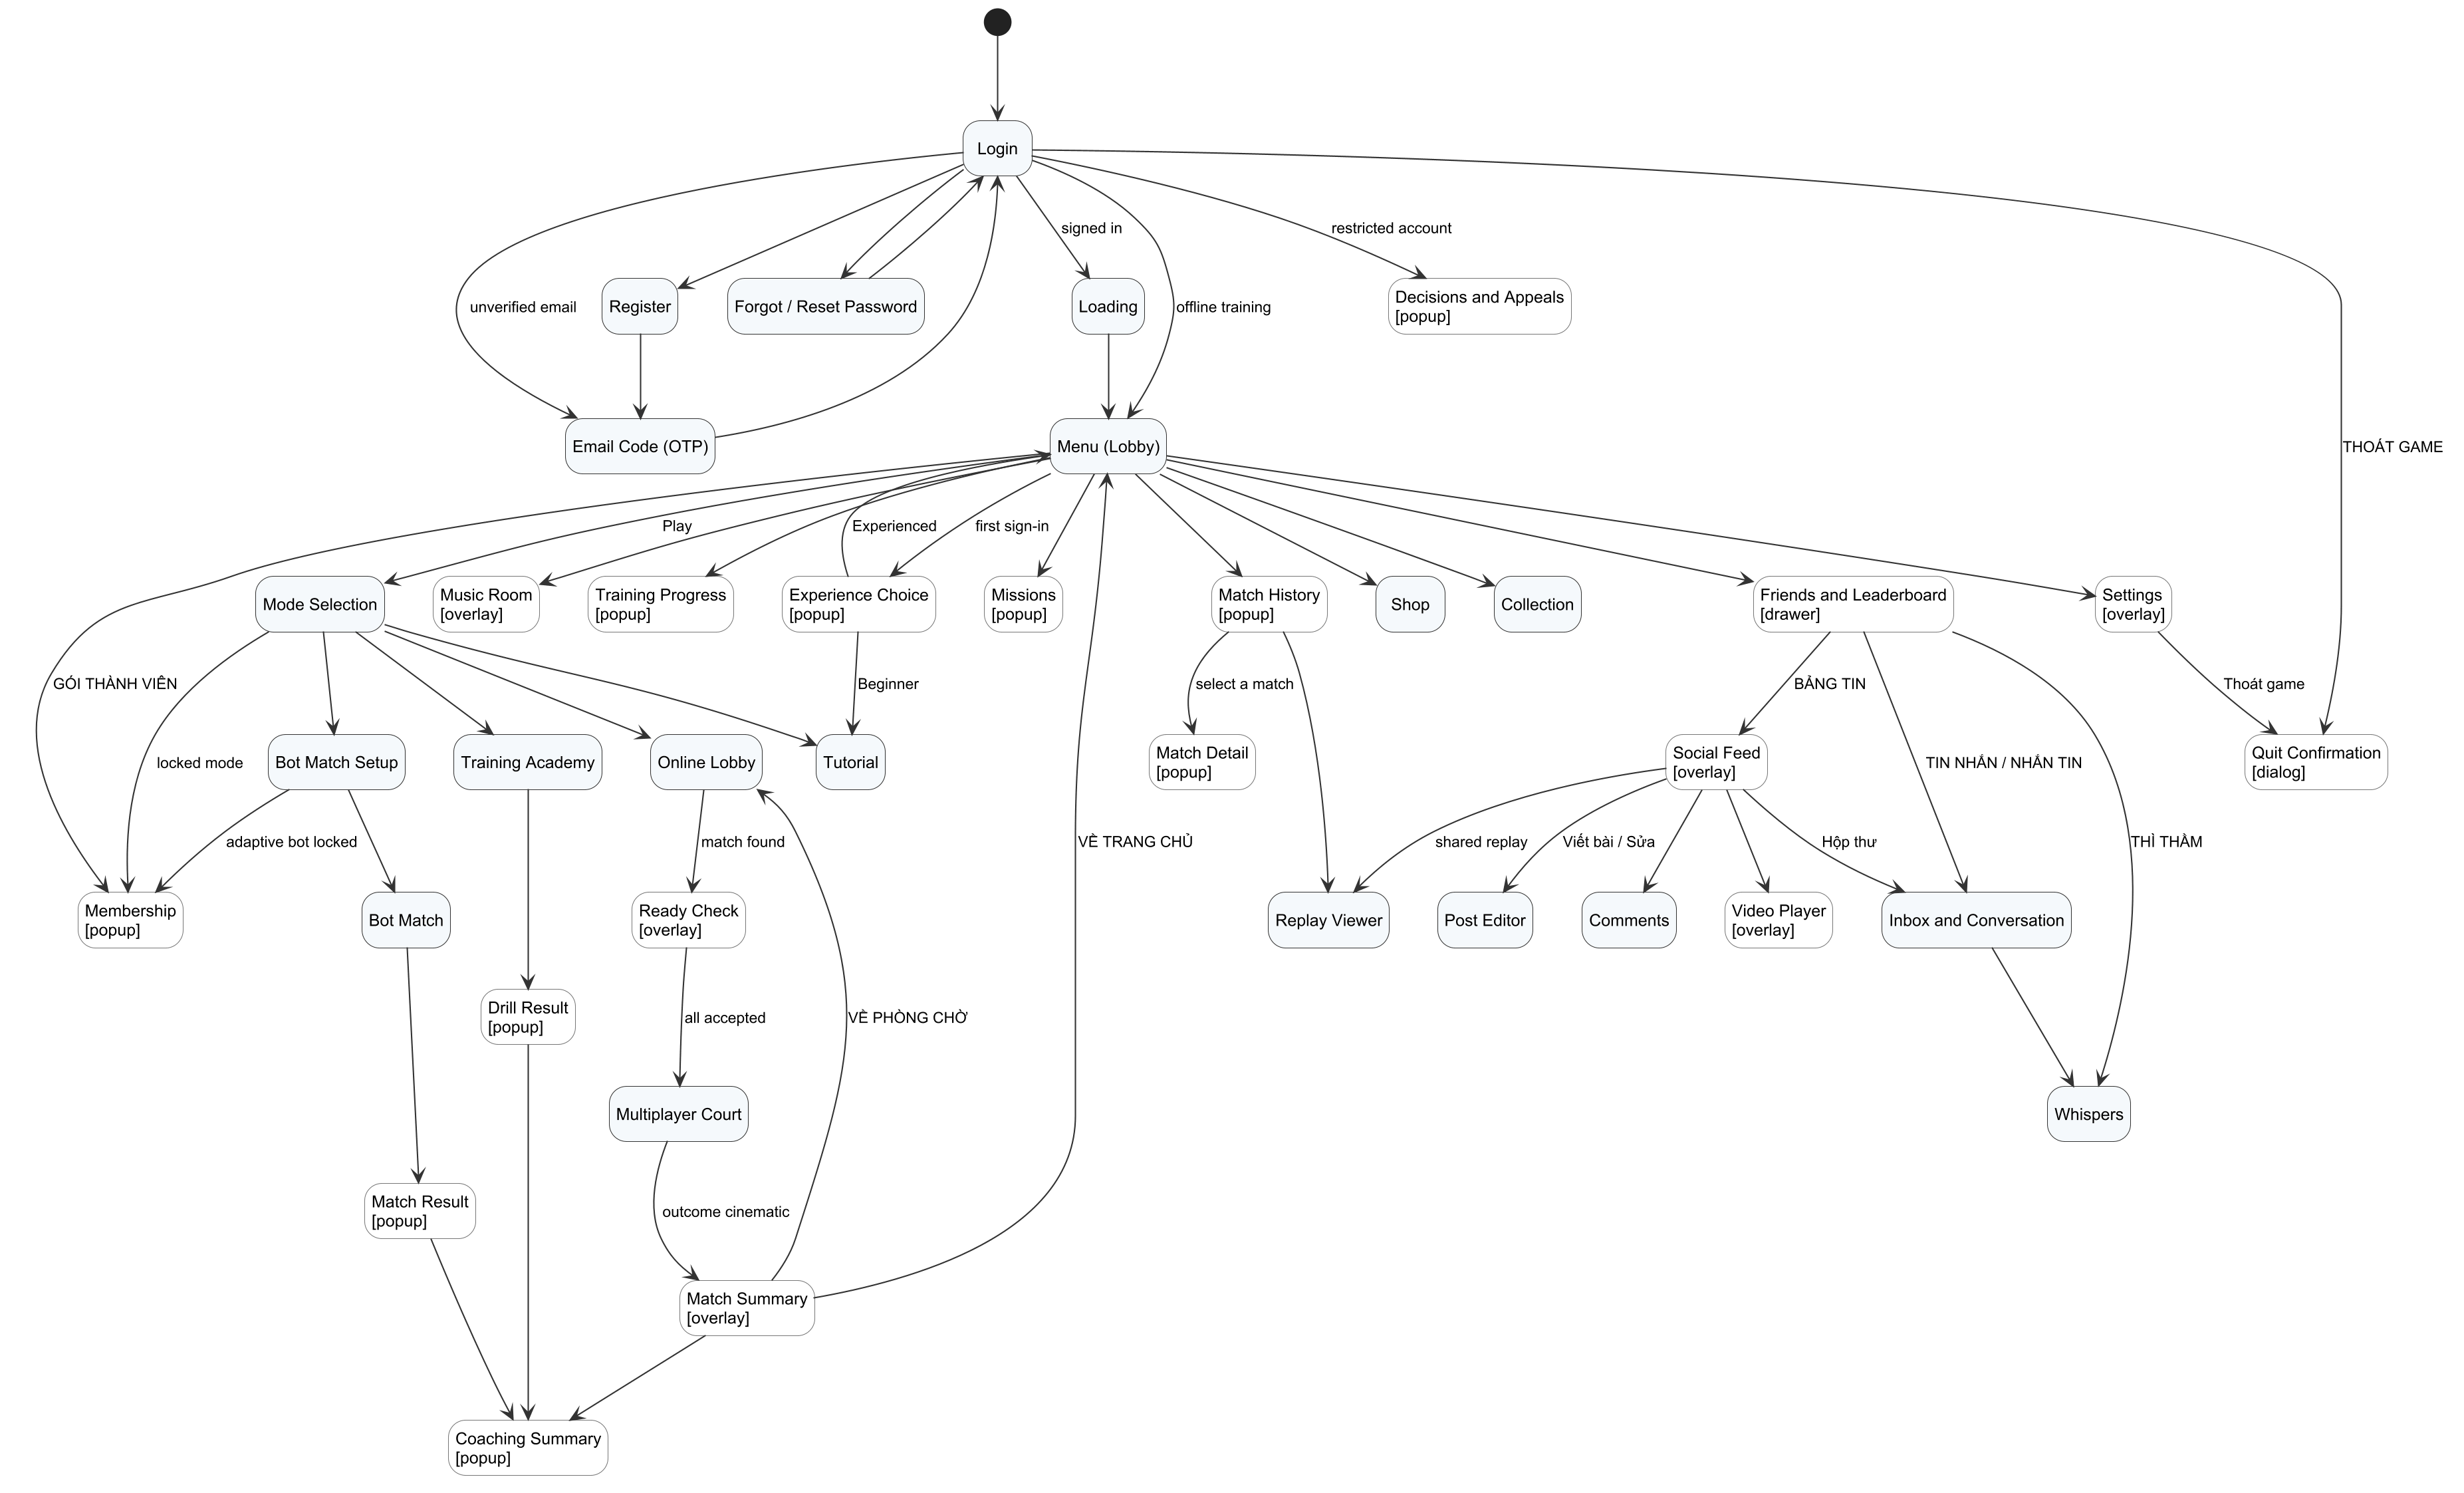 Login
signed in
restricted account
unverified email
Register
Forgot / Reset Password
Loading
offline training
Decisions and Appeals
[popup]
Email Code (OTP)
Menu (Lobby)
THOÁT GAME
Play
Experienced
first sign-in
Mode Selection
Music Room
[overlay]
Training Progress
[popup]
Experience Choice
[popup]
Missions
[popup]
Match History
[popup]
Shop
Collection
Friends and Leaderboard
[drawer]
Settings
[overlay]
GÓI THÀNH VIÊN
Beginner
select a match
BẢNG TIN
Thoát game
locked mode
Bot Match Setup
Training Academy
Online Lobby
Tutorial
Match Detail
[popup]
Social Feed
[overlay]
TIN NHẮN / NHẮN TIN
Quit Confirmation
[dialog]
adaptive bot locked
match found
VỀ TRANG CHỦ
shared replay
Viết bài / Sửa
Hộp thư
THÌ THẦM
Membership
[popup]
Bot Match
Ready Check
[overlay]
Replay Viewer
Post Editor
Comments
Video Player
[overlay]
Inbox and Conversation
Drill Result
[popup]
all accepted
VỀ PHÒNG CHỜ
Multiplayer Court
Whispers
Match Result
[popup]
outcome cinematic
Match Summary
[overlay]
Coaching Summary
[popup]